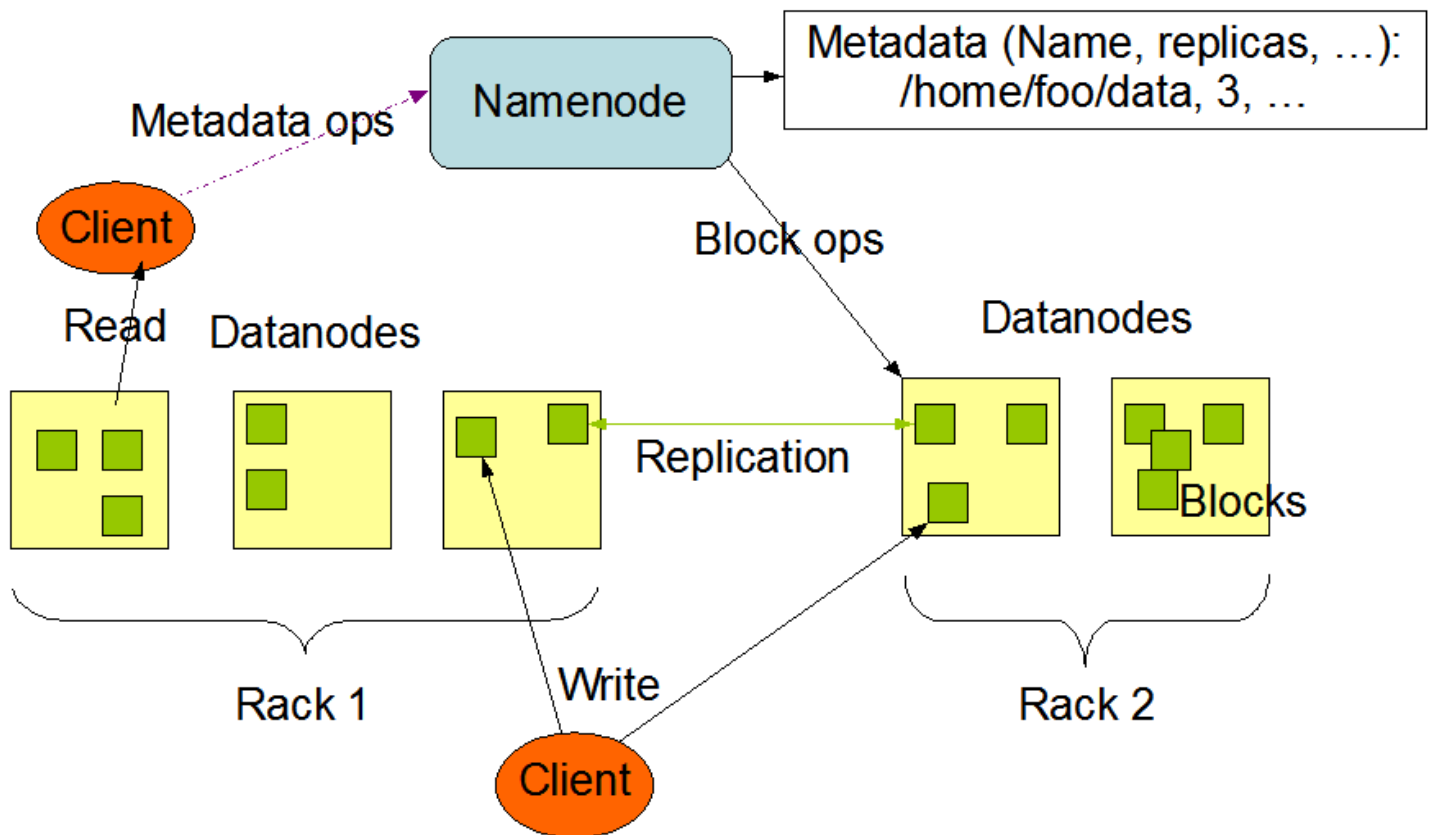 Metadata (Name, replicas, …):
/home/foo/data, 3, …
Namenode
Metadata ops
Client
Block ops
Read
Datanodes
Datanodes
Replication
Blocks
Rack 1
Write
Rack 2
Client